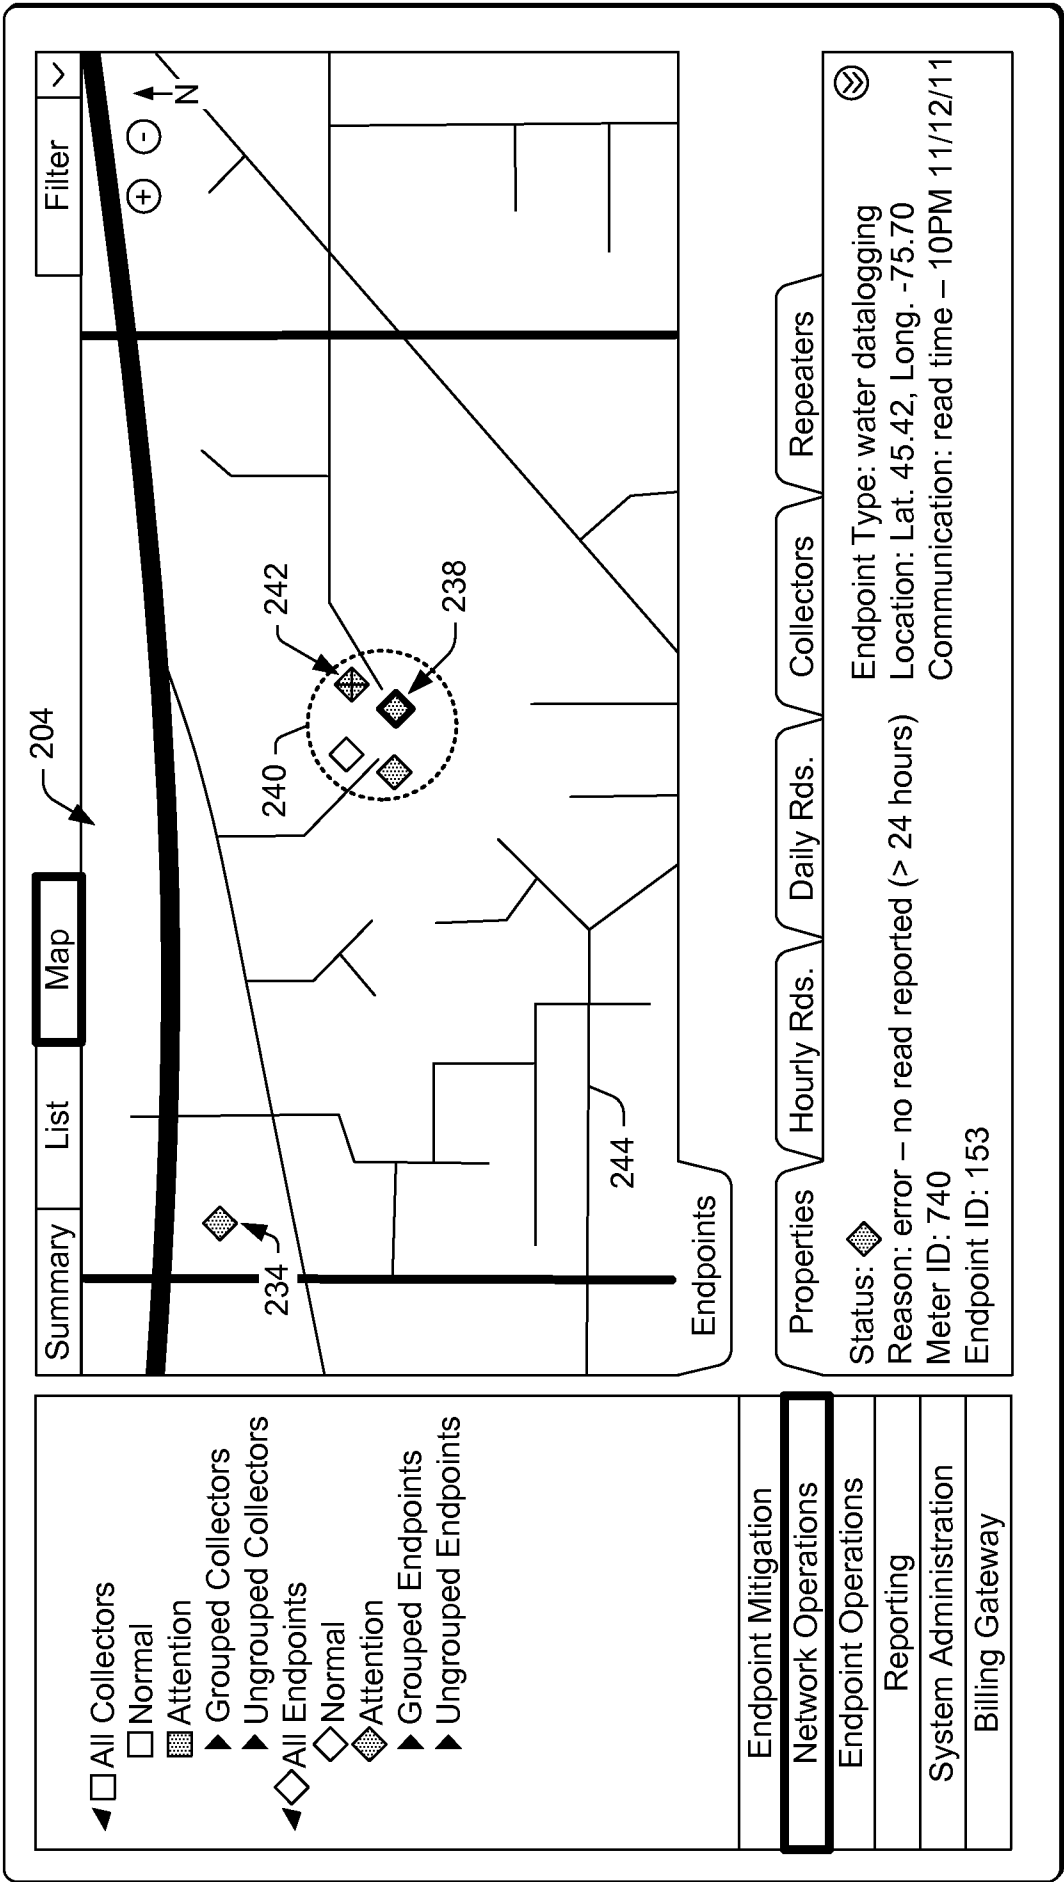 Summary
List
Map
Filter
204
N
+
-
240
242
238
234
244
All Collectors
Normal
Attention
Grouped Collectors
Ungrouped Collectors
All Endpoints
Normal
Attention
Grouped Endpoints
Ungrouped Endpoints
Endpoint Mitigation
Network Operations
Endpoint Operations
Reporting
System Administration
Billing Gateway
Endpoints
Properties
Hourly Rds.
Daily Rds.
Collectors
Repeaters
Status:
Reason: error – no read reported (> 24 hours)
Meter ID: 740
Endpoint ID: 153
Endpoint Type: water datalogging
Location: Lat. 45.42, Long. -75.70
Communication: read time – 10PM 11/12/11